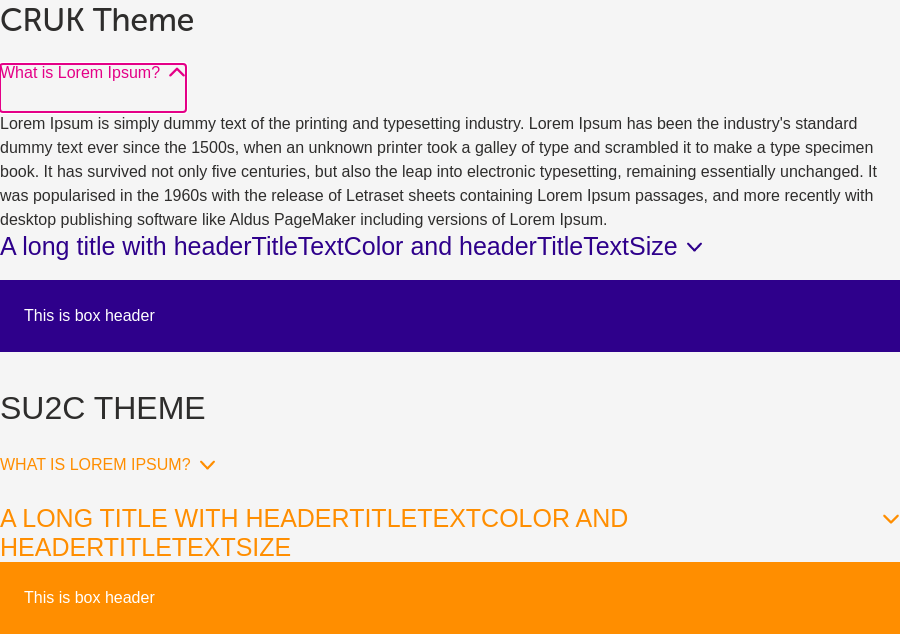 CRUK Theme
What is Lorem Ipsum?
Lorem Ipsum is simply dummy text of the printing and typesetting industry. Lorem Ipsum has been the industry's standard
dummy text ever since the 1500s, when an unknown printer took a galley of type and scrambled it to make a type specimen
book. It has survived not only five centuries, but also the leap into electronic typesetting, remaining essentially unchanged. It
was popularised in the 1960s with the release of Letraset sheets containing Lorem Ipsum passages, and more recently with
desktop publishing software like Aldus PageMaker including versions of Lorem Ipsum.
A long title with headerTitleTextColor and headerTitleTextSize
This is box header
SU2C THEME
WHAT IS LOREM IPSUM?
A LONG TITLE WITH HEADERTITLETEXTCOLOR AND
HEADERTITLETEXTSIZE
This is box header